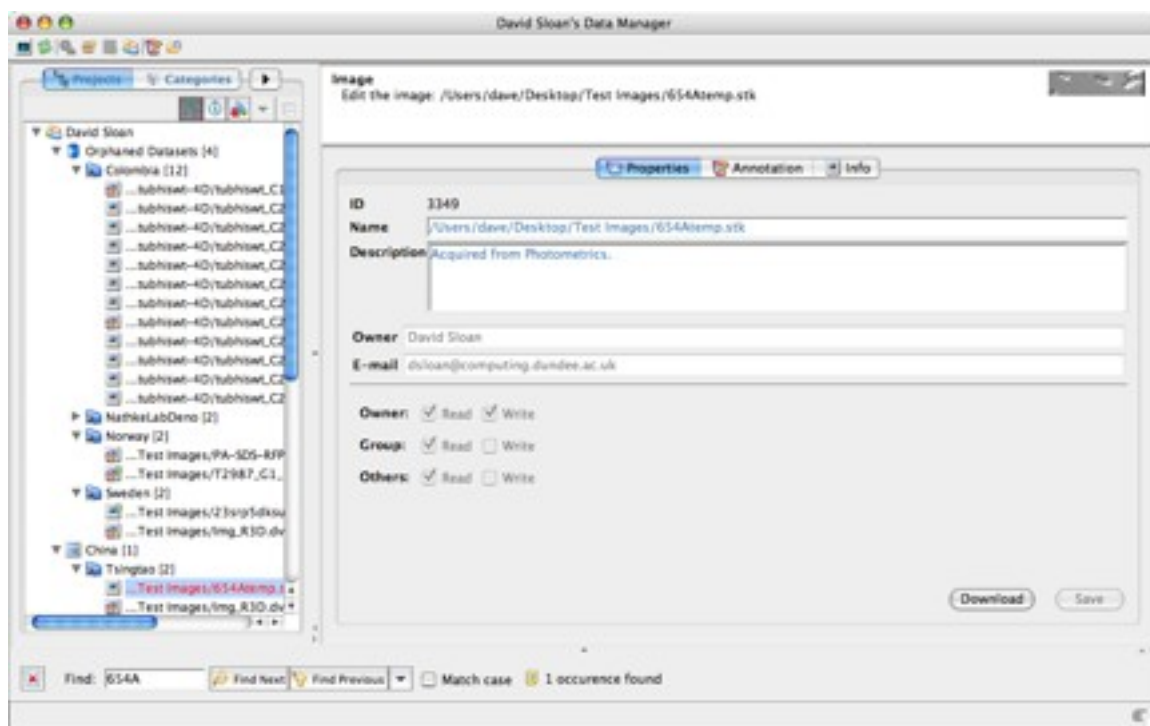 David Sloan's Data Manager
Projects
Categories
Image
Edit the image: /Users/dave/Desktop/Test Images/654Atemp.stk
David Sloan
Orphaned Datasets [4]
Colombia [12]
...tubhiswt-4D/tubhiswt_C1
...tubhiswt-4D/tubhiswt_C2
...tubhiswt-4D/tubhiswt_C2
...tubhiswt-4D/tubhiswt_C2
...tubhiswt-4D/tubhiswt_C2
...tubhiswt-4D/tubhiswt_C2
...tubhiswt-4D/tubhiswt_C2
...tubhiswt-4D/tubhiswt_C2
...tubhiswt-4D/tubhiswt_C2
...tubhiswt-4D/tubhiswt_C2
...tubhiswt-4D/tubhiswt_C2
...tubhiswt-4D/tubhiswt_C2
NathkeLabDeno [2]
Norway [2]
...Test Images/PA-SDS-RFP
...Test Images/T2987_G1_
Sweden [2]
...Test Images/23srp5dksu
...Test Images/Img_R3D.dv
China [1]
Tsingtao [2]
...Test Images/654Atemp.s
...Test Images/Img_R3D.dv
Properties
Annotation
Info
ID 3349
Name /Users/dave/Desktop/Test Images/654Atemp.stk
Description Acquired from Photometrics.
Owner David Sloan
E-mail dsloan@computing.dundee.ac.uk
Owner: Read Write
Group: Read Write
Others: Read Write
Download
Save
Find: 654A Find Next Find Previous Match case 1 occurence found